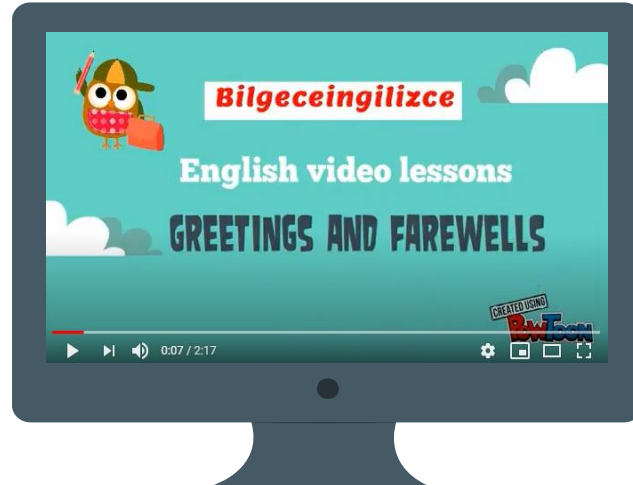 Bilgeceingilizce
English video lessons
GREETINGS AND FAREWELLS
CREATED USING
POWTOON
0:07 / 2:17